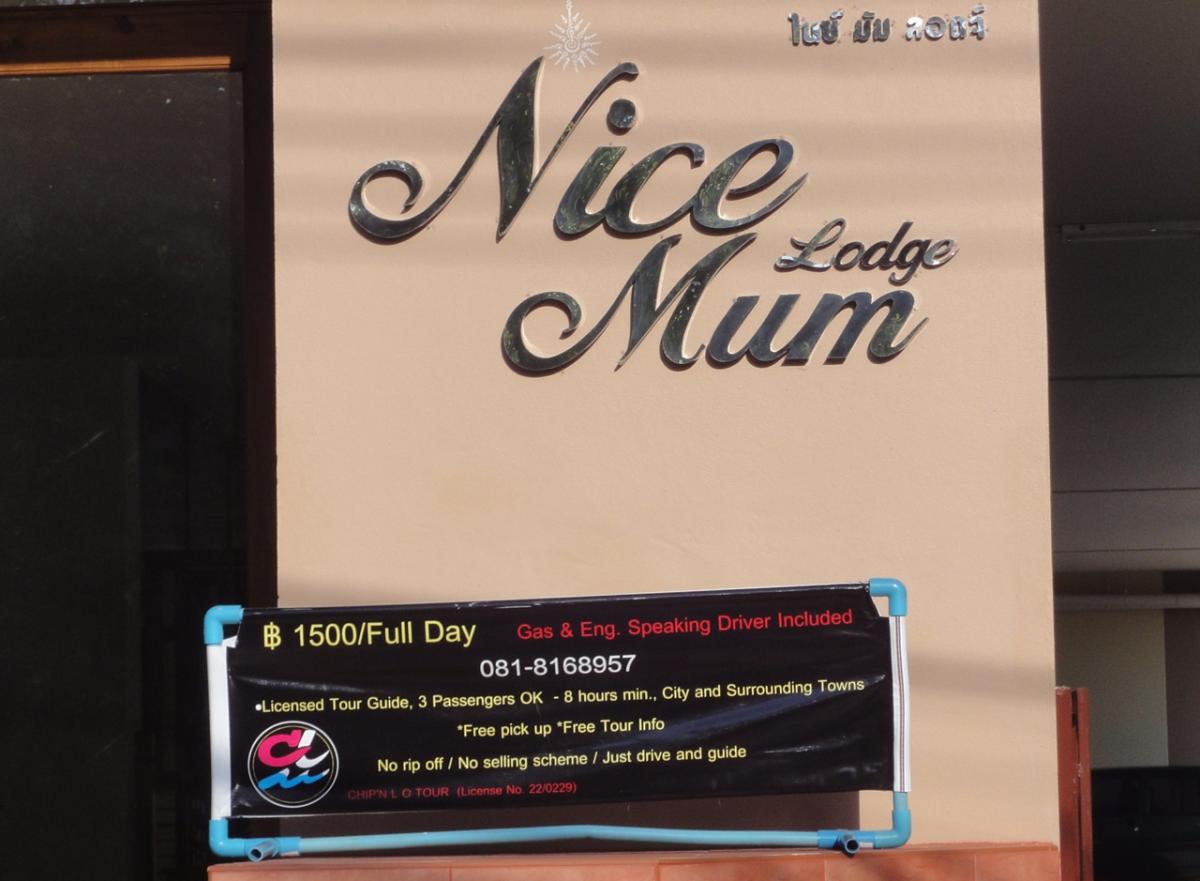 ไนซ์ มัม ลอดจ์
Nice
Lodge
Mum
฿ 1500/Full Day Gas & Eng. Speaking Driver Included
081-8168957
•Licensed Tour Guide, 3 Passengers OK - 8 hours min., City and Surrounding Towns
*Free pick up *Free Tour Info
No rip off / No selling scheme / Just drive and guide
CHIP'N L O TOUR (License No. 22/0229)